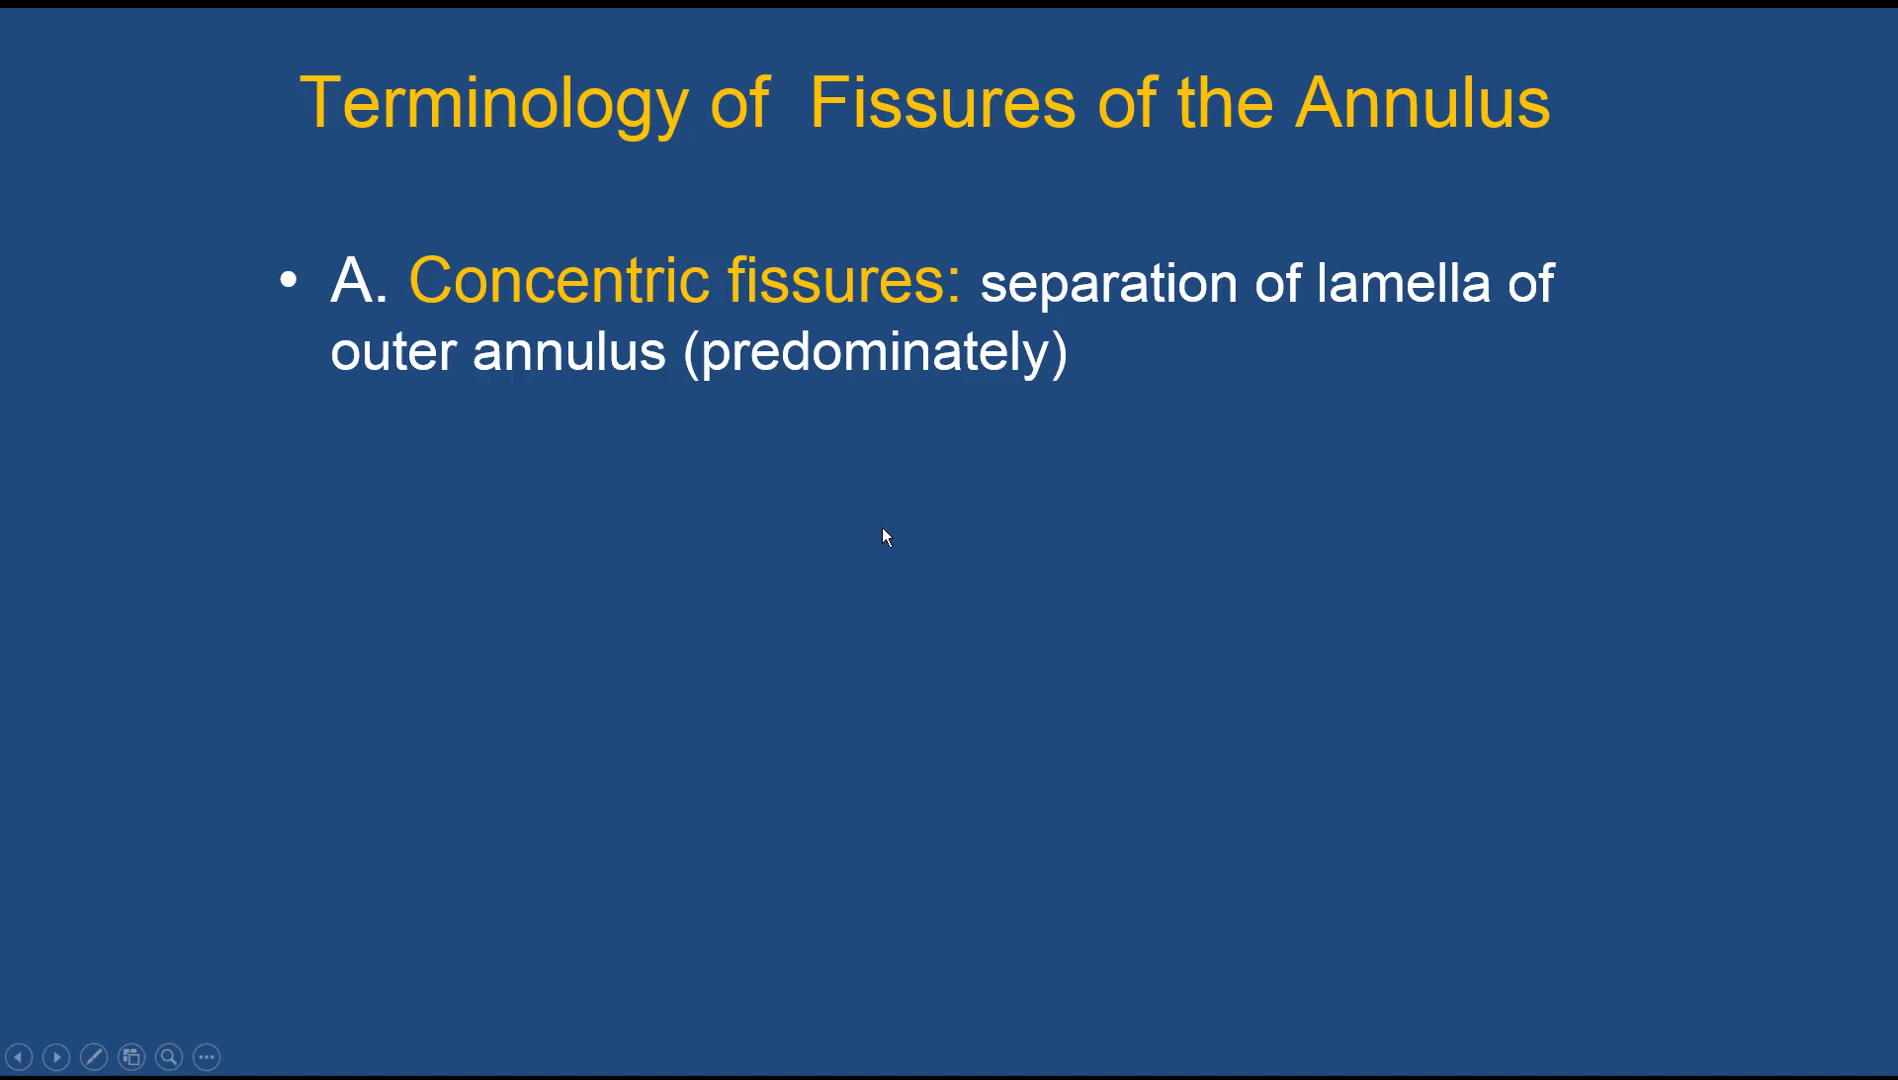 Terminology of  Fissures of the Annulus
• A. Concentric fissures: separation of lamella of
outer annulus (predominately)